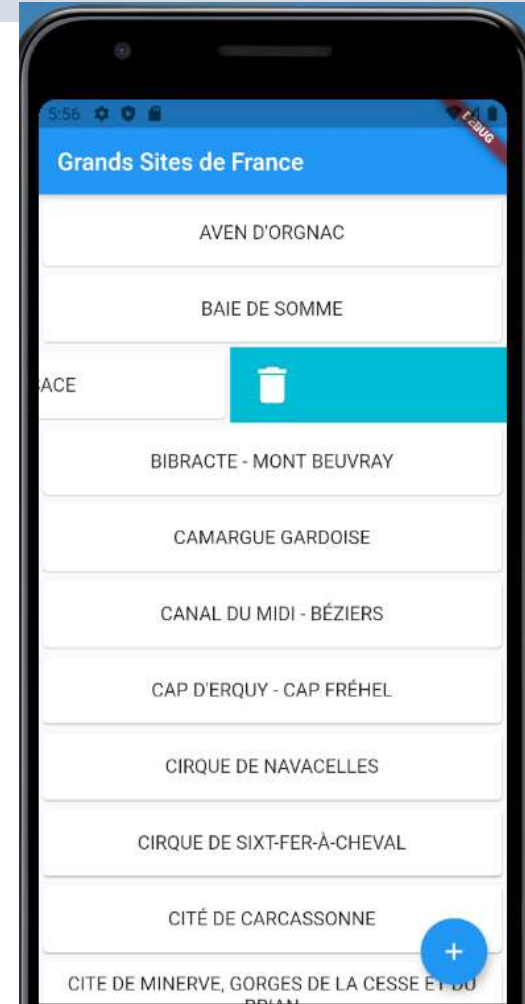 5:56
DEBUG
Grands Sites de France
AVEN D'ORGNAC
BAIE DE SOMME
SACE
BIBRACTE - MONT BEUVRAY
CAMARGUE GARDOISE
CANAL DU MIDI - BÉZIERS
CAP D'ERQUY - CAP FRÉHEL
CIRQUE DE NAVACELLES
CIRQUE DE SIXT-FER-À-CHEVAL
CITÉ DE CARCASSONNE
+
CITE DE MINERVE, GORGES DE LA CESSE ET DU
BRIAN